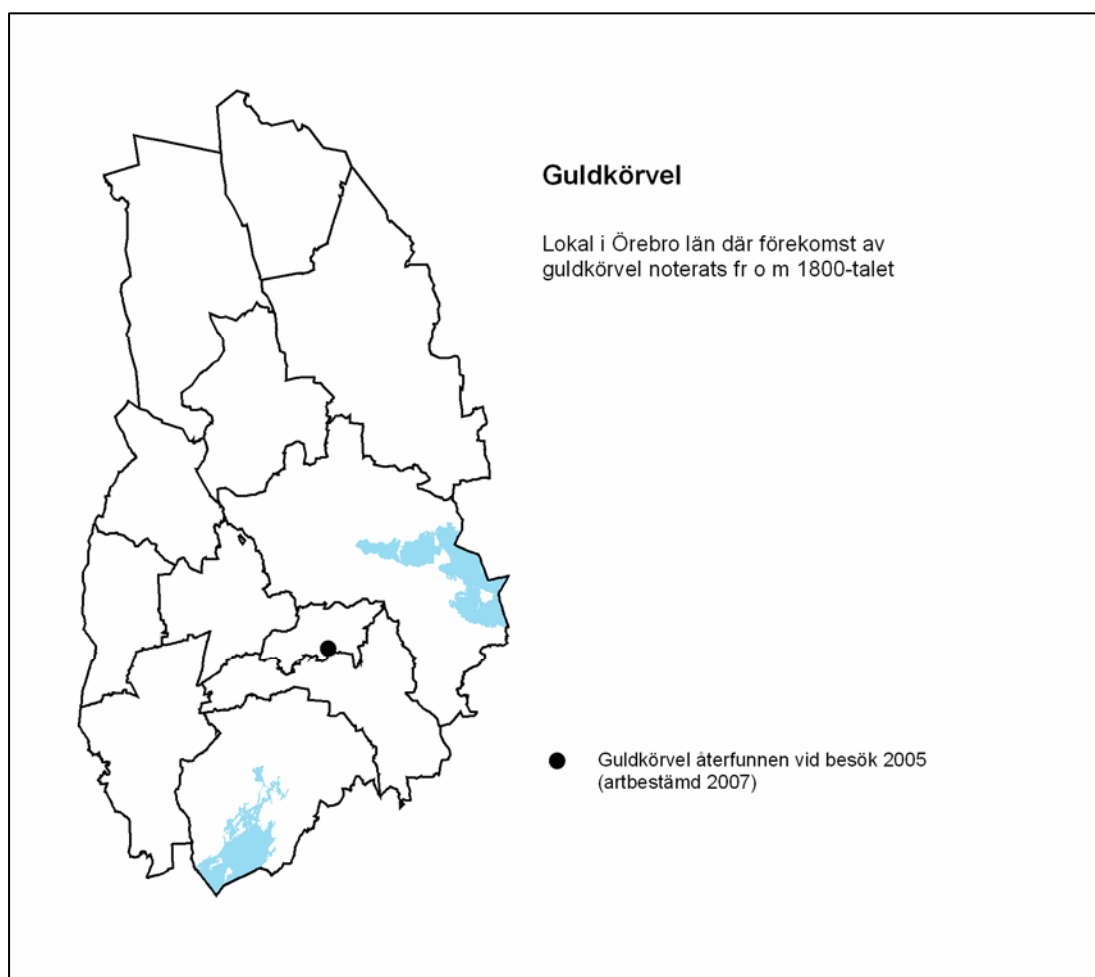 Guldkörvel
Lokal i Örebro län där förekomst av
guldkörvel noterats fr o m 1800-talet
Guldkörvel återfunnen vid besök 2005
(artbestämd 2007)